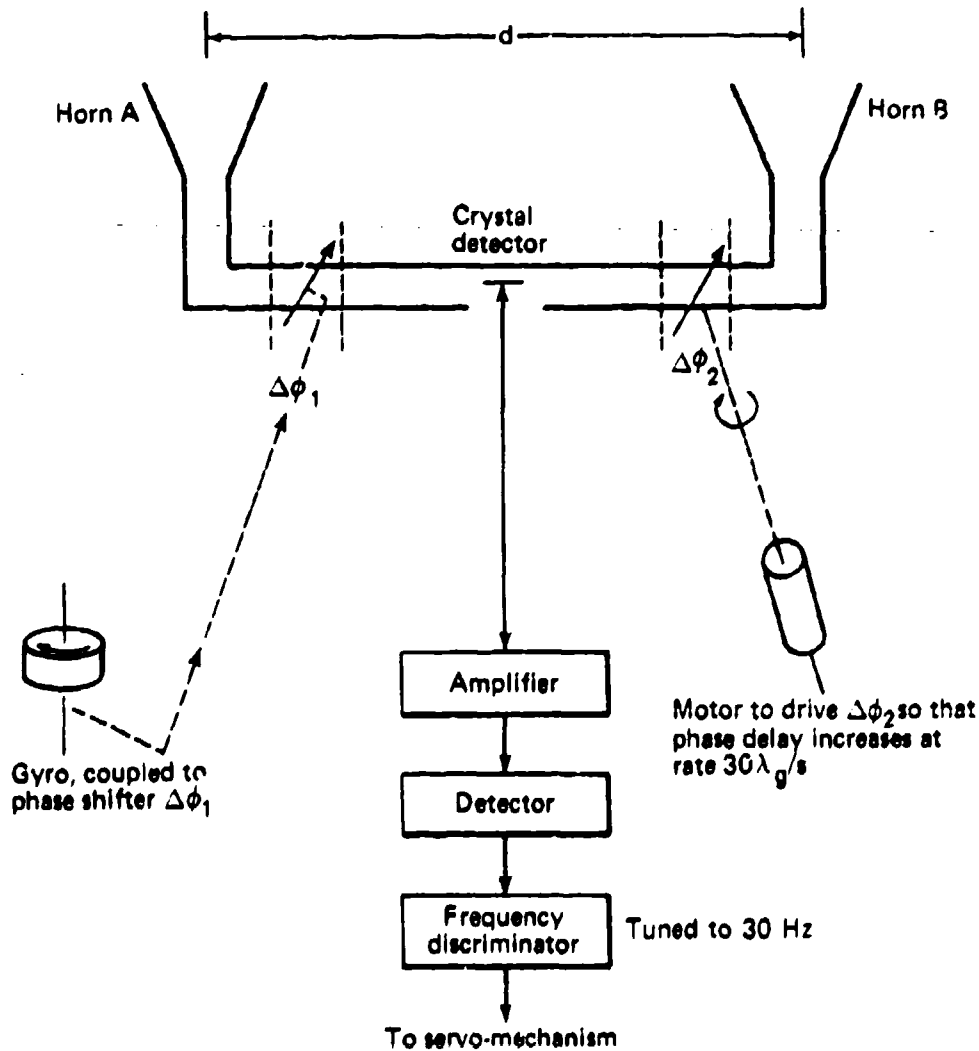 d
Horn A
Horn B
Crystal
detector
Δϕ₁
Δϕ₂
Amplifier
Motor to drive Δϕ₂ so that
phase delay increases at
rate 30λg/s
Gyro, coupled to
phase shifter Δϕ₁
Detector
Frequency
discriminator
Tuned to 30 Hz
To servo-mechanism